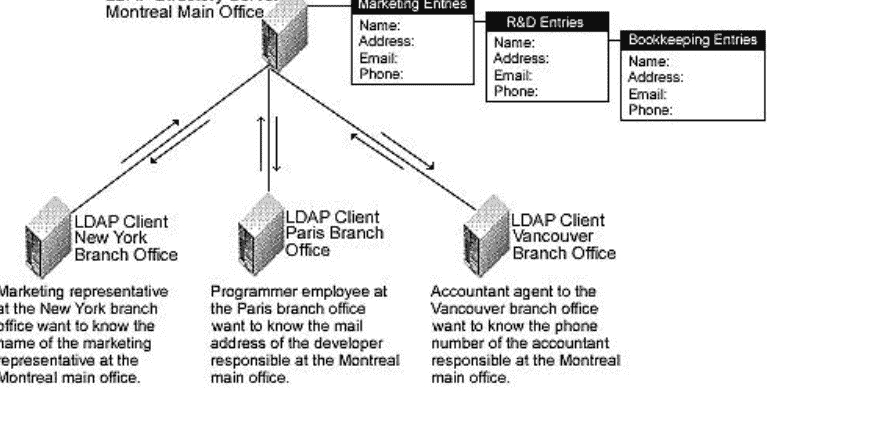 LDAP Directory Server
Montreal Main Office
Marketing Entries
Name:
Address:
Email:
Phone:
R&D Entries
Name:
Address:
Email:
Phone:
Bookkeeping Entries
Name:
Address:
Email:
Phone:
LDAP Client
New York
Branch Office
LDAP Client
Paris Branch
Office
LDAP Client
Vancouver
Branch Office
Marketing representative
at the New York branch
office want to know the
name of the marketing
representative at the
Montreal main office.
Programmer employee at
the Paris branch office
want to know the mail
address of the developer
responsible at the Montreal
main office.
Accountant agent to the
Vancouver branch office
want to know the phone
number of the accountant
responsible at the Montreal
main office.